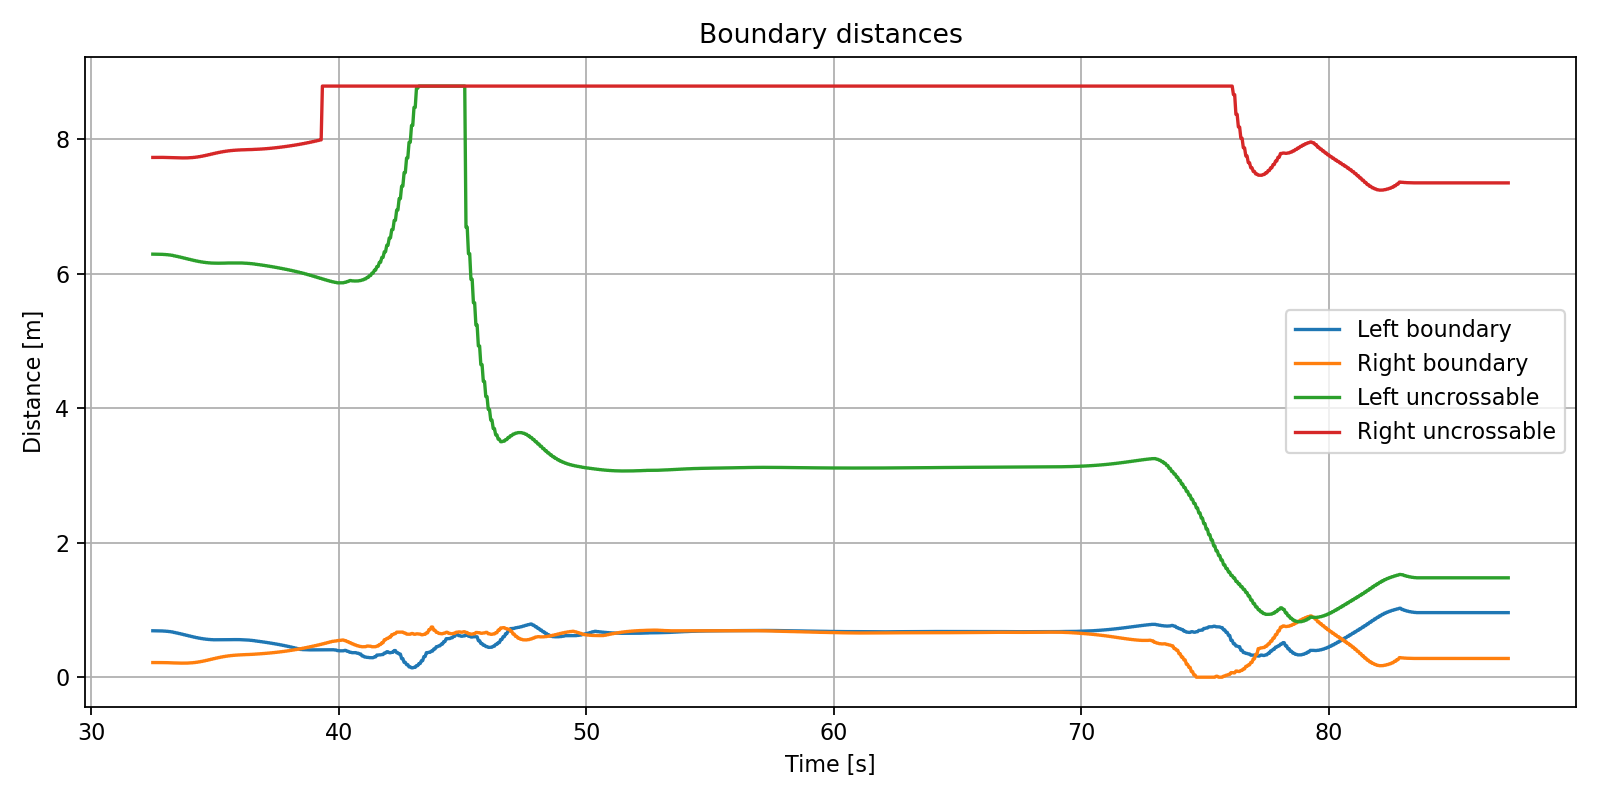 Boundary distances
Distance [m]
8
6
4
2
0
Left boundary
Right boundary
Left uncrossable
Right uncrossable
30 40 50 60 70 80
Time [s]